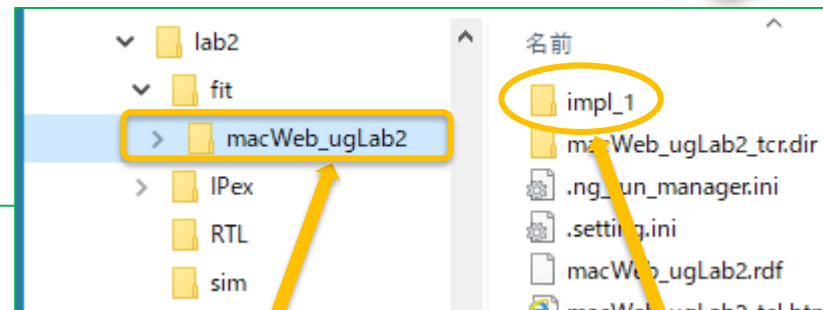 lab2
fit
macWeb_ugLab2
IPex
RTL
sim
名前
impl_1
macWeb_ugLab2_tcr.dir
.ng_run_manager.ini
.setting.ini
macWeb_ugLab2.rdf